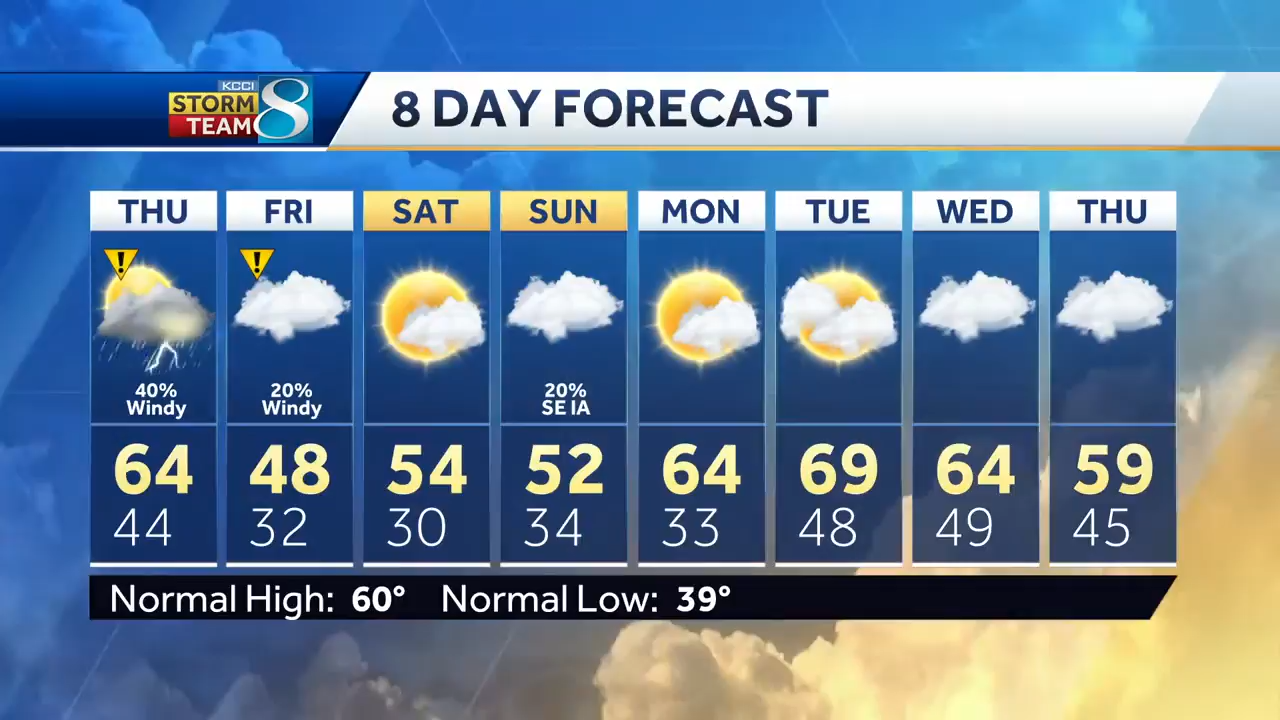 KCCI
STORM
TEAM 8
8 DAY FORECAST
THU FRI SAT SUN MON TUE WED THU
! !
40% 20% 20%
Windy Windy SE IA
64 48 54 52 64 69 64 59
44 32 30 34 33 48 49 45
Normal High: 60° Normal Low: 39°